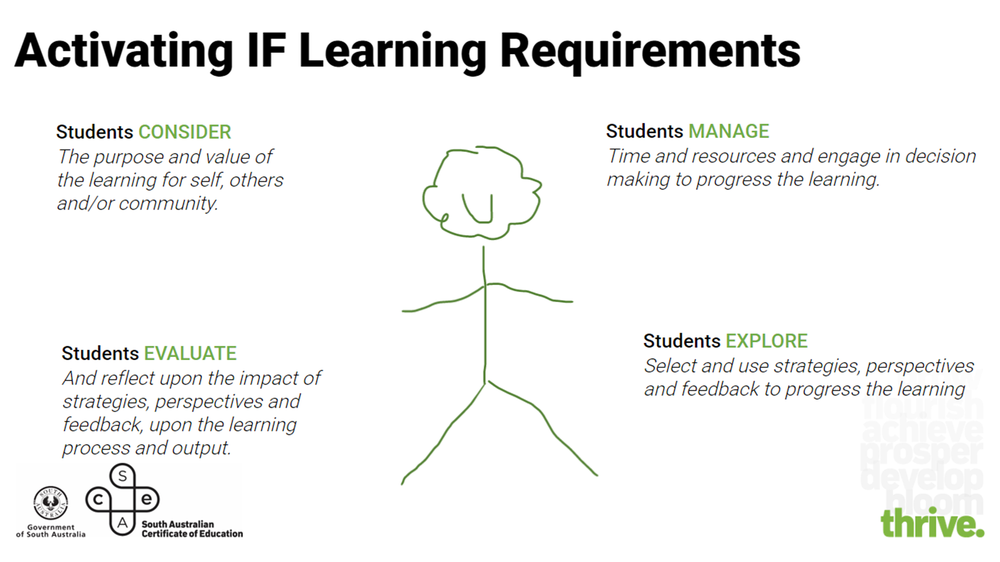 Activating IF Learning Requirements
Students CONSIDER
The purpose and value of
the learning for self, others
and/or community.
Students MANAGE
Time and resources and engage in decision
making to progress the learning.
Students EVALUATE
And reflect upon the impact of
strategies, perspectives and
feedback, upon the learning
process and output.
Students EXPLORE
Select and use strategies, perspectives
and feedback to progress the learning
SOUTH AUSTRALIA
Government
of South Australia
S
C e
A
South Australian
Certificate of Education
flourish
achieve
prosper
develop
bloom
thrive.